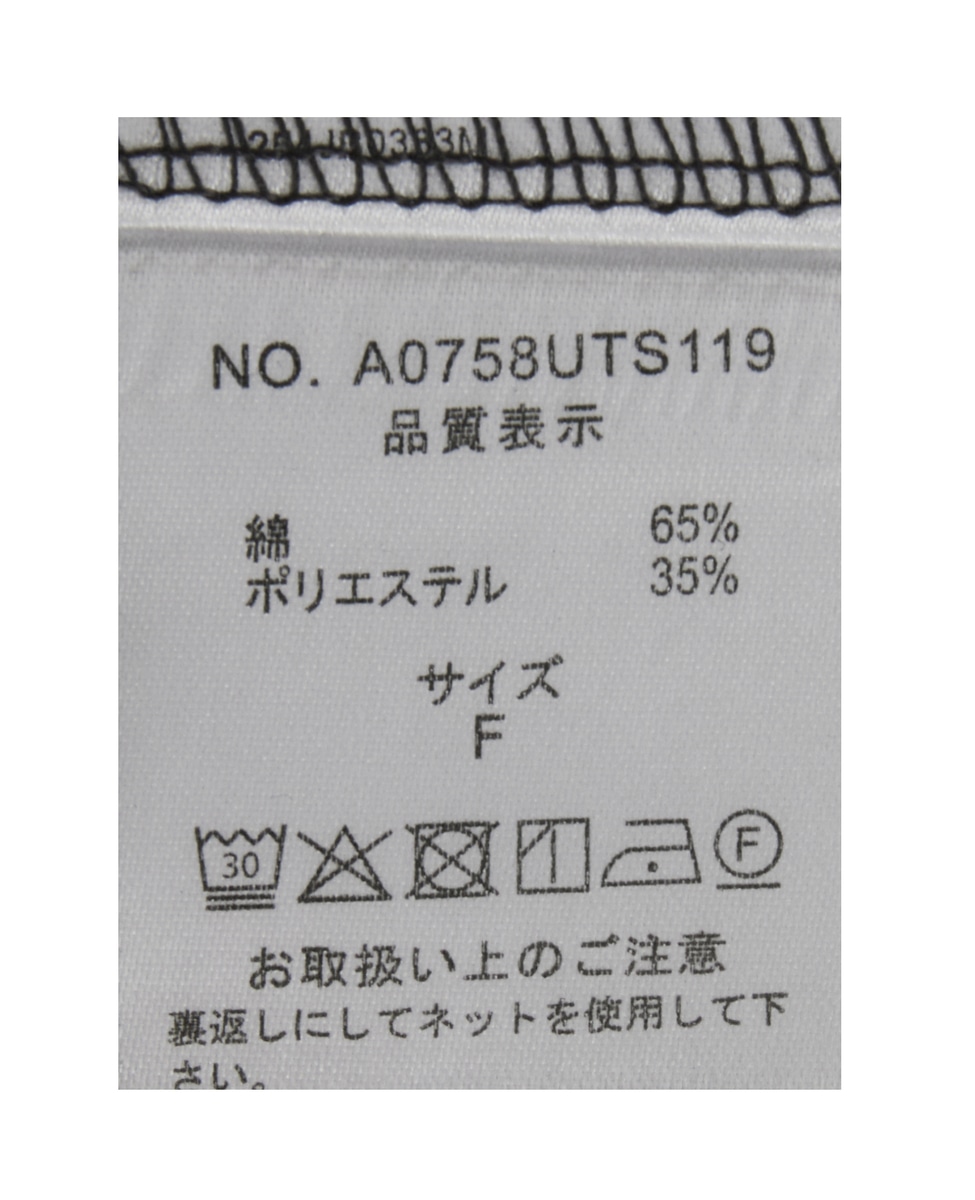 NO. A0758UTS119
品質表示
綿 65%
ポリエステル 35%
サイズ
F
30 F
お取扱い上のご注意
裏返しにしてネットを使用して下
さい。